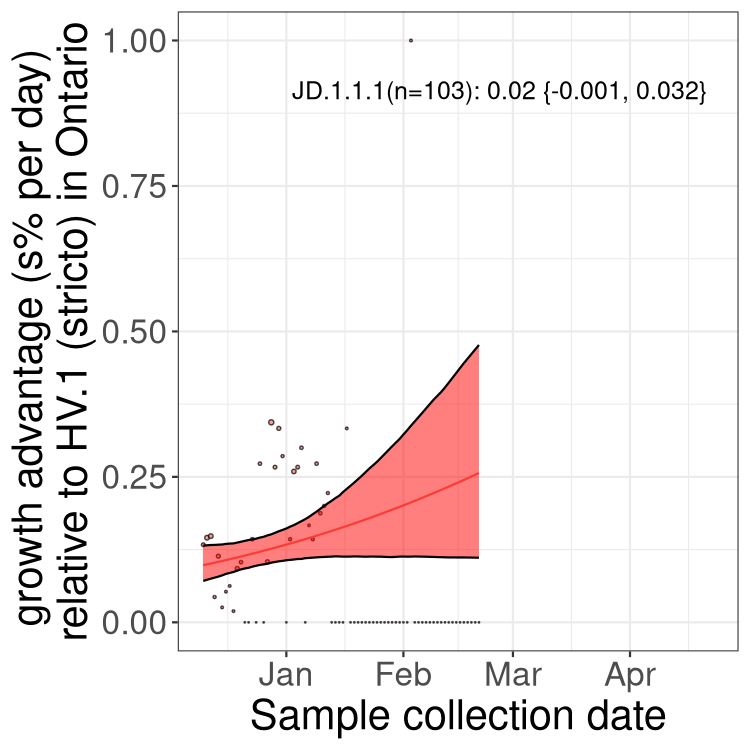 growth advantage (s% per day)
relative to HV.1 (stricto) in Ontario
1.00
0.75
0.50
0.25
0.00
JD.1.1.1(n=103): 0.02 {-0.001, 0.032}
Jan Feb Mar Apr
Sample collection date